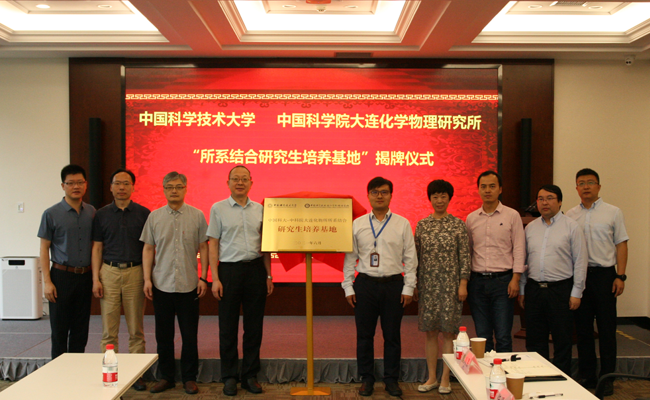 中国科学技术大学 中国科学院大连化学物理研究所
“所系结合研究生培养基地”揭牌仪式
研究生培养基地